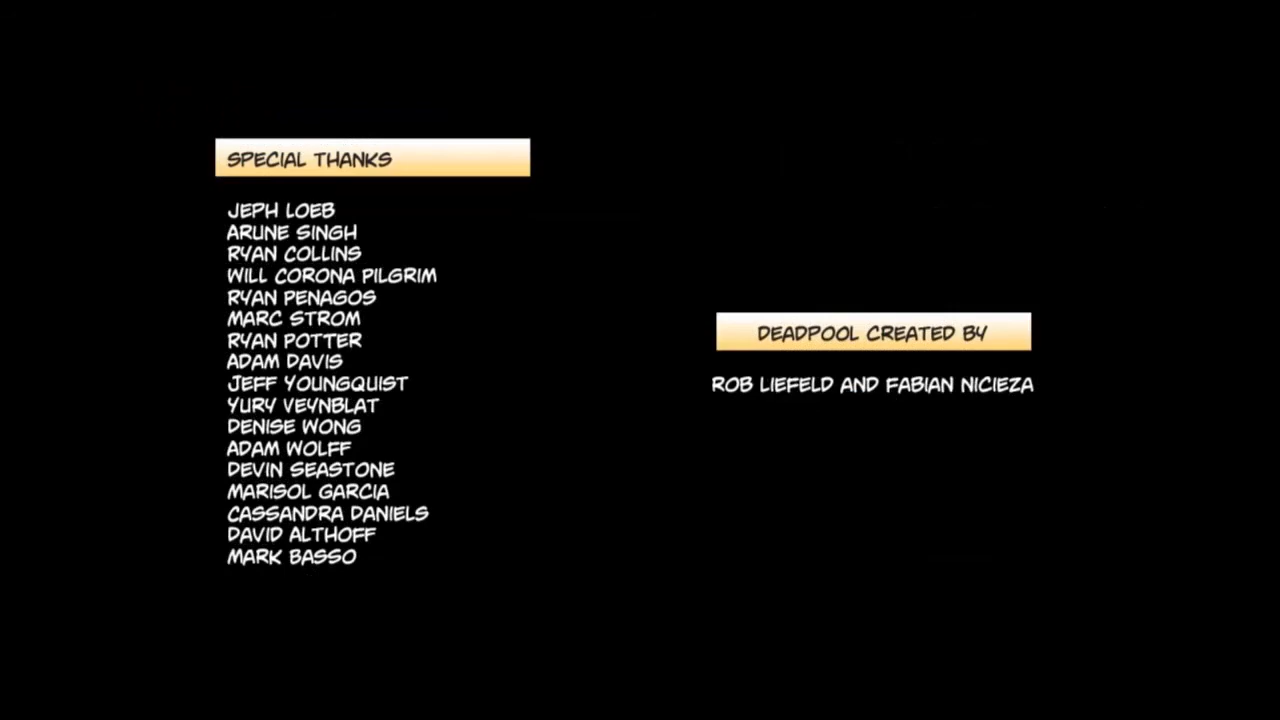 SPECIAL THANKS
JEPH LOEB
ARUNE SINGH
RYAN COLLINS
WILL CORONA PILGRIM
RYAN PENAGOS
MARC STROM
RYAN POTTER
ADAM DAVIS
JEFF YOUNGQUIST
YURY VEYNBLAT
DENISE WONG
ADAM WOLFF
DEVIN SEASTONE
MARISOL GARCIA
CASSANDRA DANIELS
DAVID ALTHOFF
MARK BASSO
DEADPOOL CREATED BY
ROB LIEFELD AND FABIAN NICIEZA